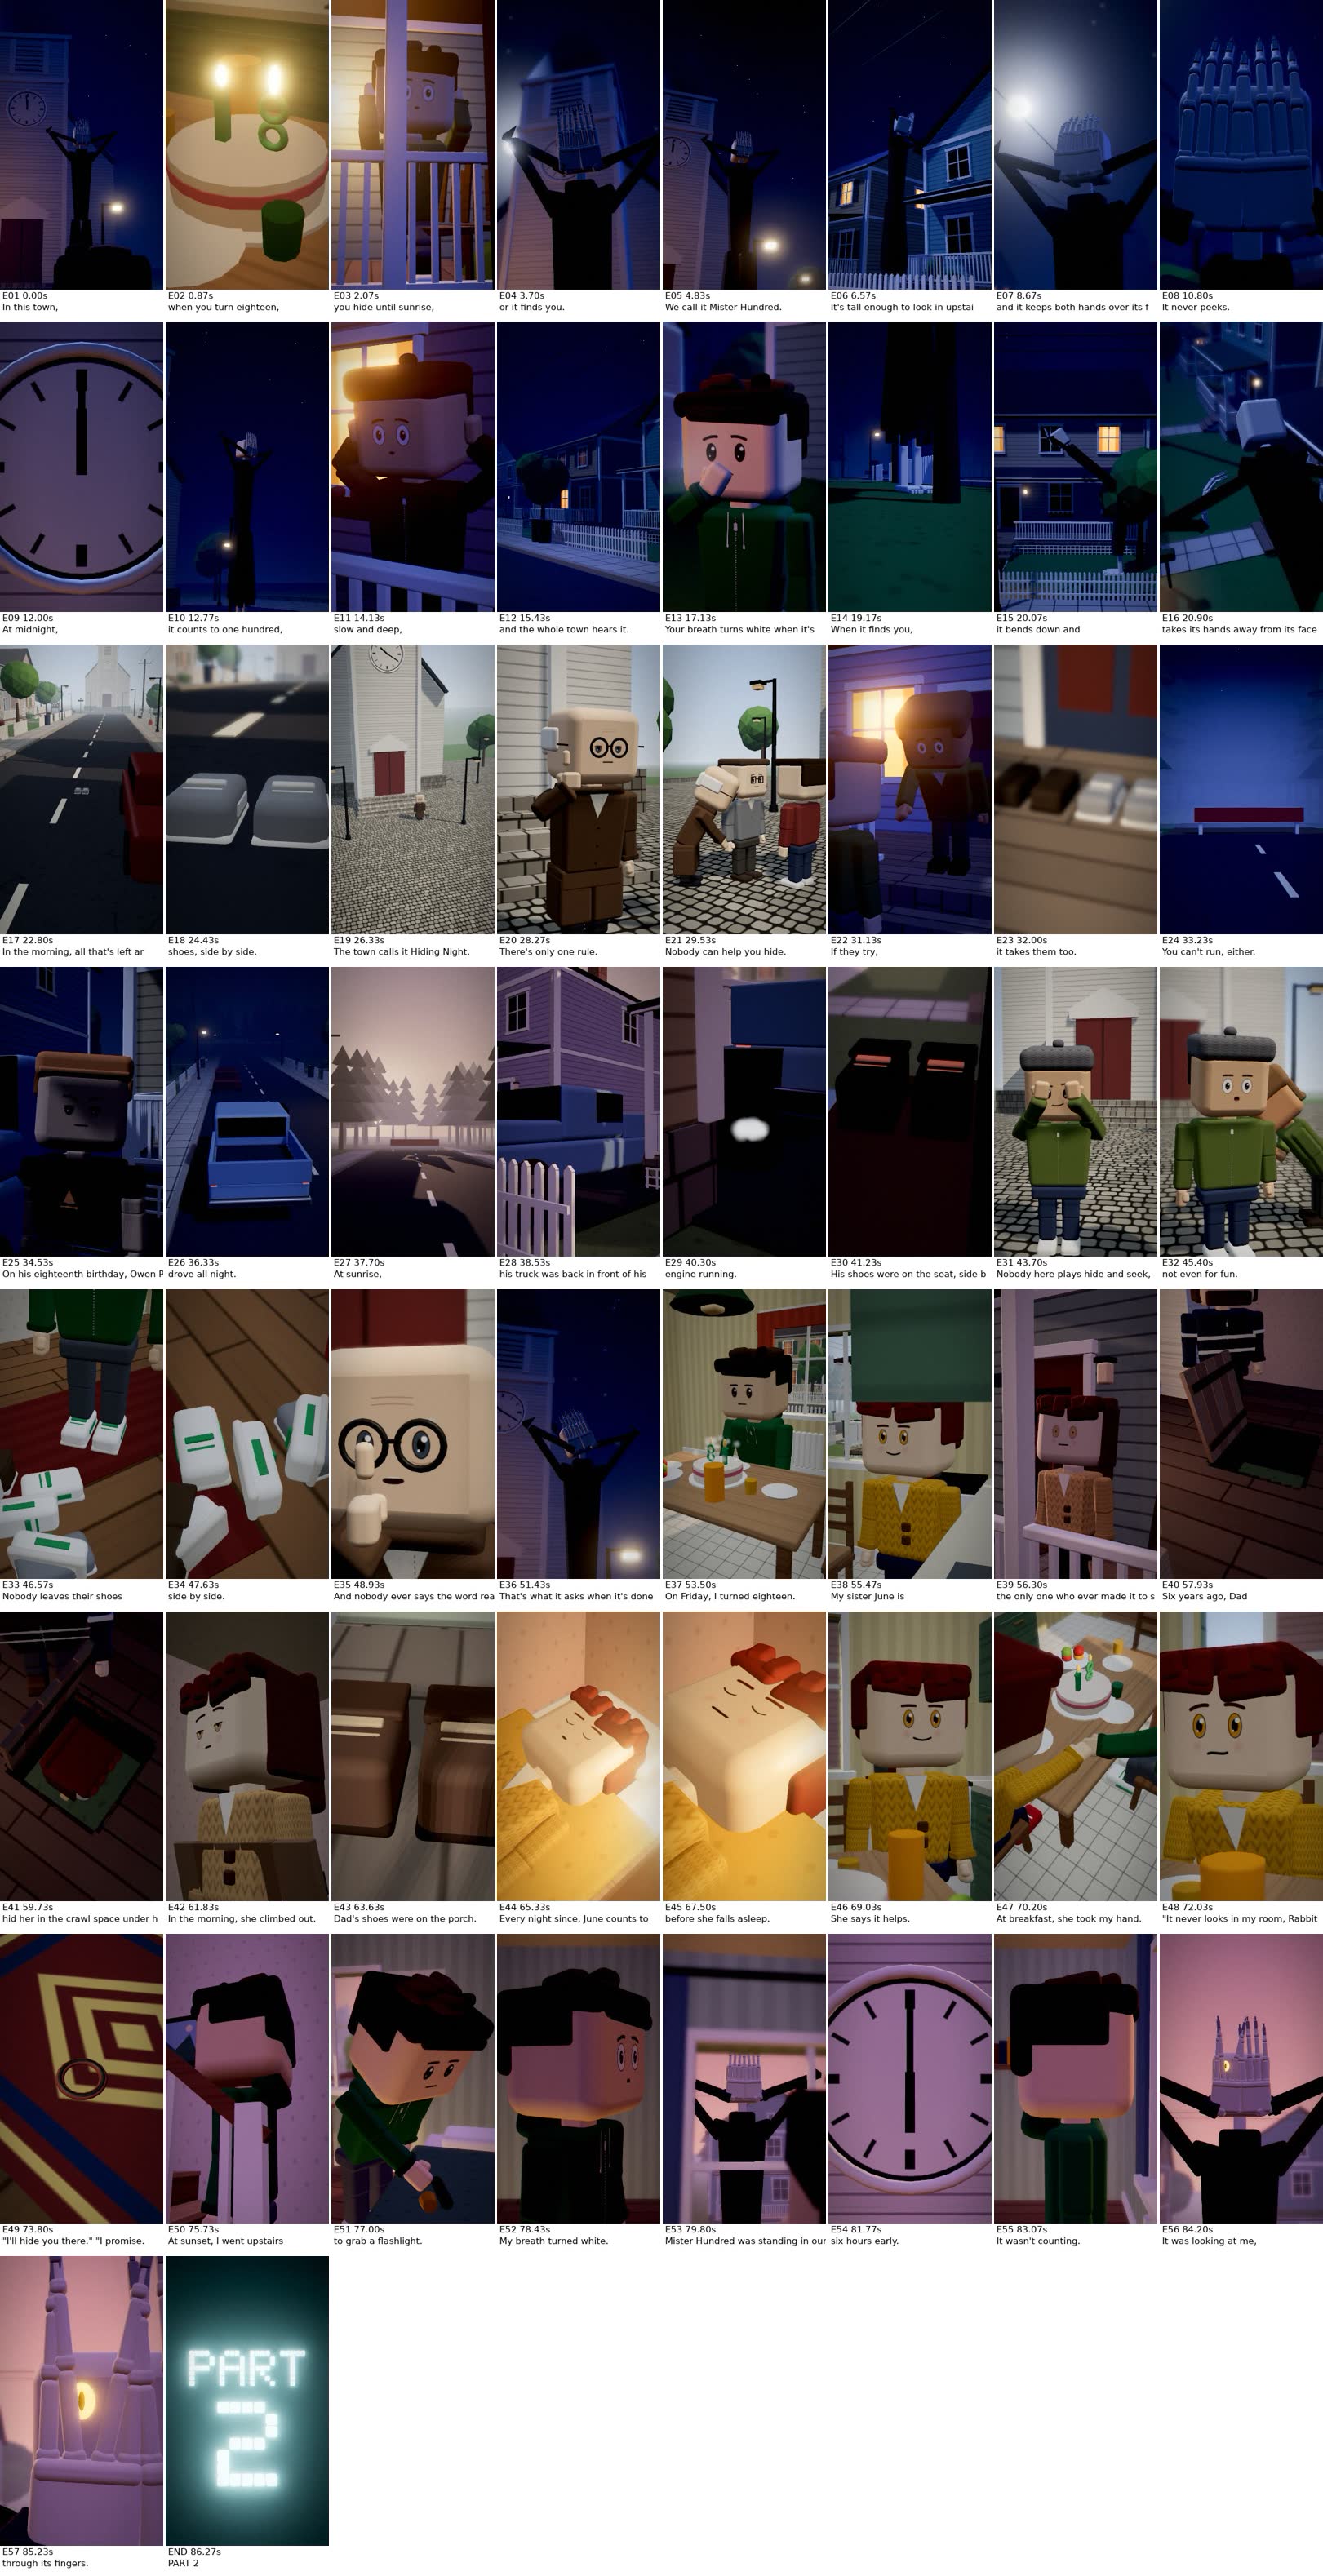 E01 0.00s
In this town,
E02 0.87s
when you turn eighteen,
E03 2.07s
you hide until sunrise,
E04 3.70s
or it finds you.
E05 4.83s
We call it Mister Hundred.
E06 6.57s
It's tall enough to look in upstai
E07 8.67s
and it keeps both hands over its f
E08 10.80s
It never peeks.
E09 12.00s
At midnight,
E10 12.77s
it counts to one hundred,
E11 14.13s
slow and deep,
E12 15.43s
and the whole town hears it.
E13 17.13s
Your breath turns white when it's
E14 19.17s
When it finds you,
E15 20.07s
it bends down and
E16 20.90s
takes its hands away from its face
E17 22.80s
In the morning, all that's left ar
E18 24.43s
shoes, side by side.
E19 26.33s
The town calls it Hiding Night.
E20 28.27s
There's only one rule.
E21 29.53s
Nobody can help you hide.
E22 31.13s
If they try,
E23 32.00s
it takes them too.
E24 33.23s
You can't run, either.
E25 34.53s
On his eighteenth birthday, Owen P
E26 36.33s
drove all night.
E27 37.70s
At sunrise,
E28 38.53s
his truck was back in front of his
E29 40.30s
engine running.
E30 41.23s
His shoes were on the seat, side b
E31 43.70s
Nobody here plays hide and seek,
E32 45.40s
not even for fun.
E33 46.57s
Nobody leaves their shoes
E34 47.63s
side by side.
E35 48.93s
And nobody ever says the word rea
E36 51.43s
That's what it asks when it's done
E37 53.50s
On Friday, I turned eighteen.
E38 55.47s
My sister June is
E39 56.30s
the only one who ever made it to s
E40 57.93s
Six years ago, Dad
E41 59.73s
hid her in the crawl space under h
E42 61.83s
In the morning, she climbed out.
E43 63.63s
Dad's shoes were on the porch.
E44 65.33s
Every night since, June counts to
E45 67.50s
before she falls asleep.
E46 69.03s
She says it helps.
E47 70.20s
At breakfast, she took my hand.
E48 72.03s
"It never looks in my room, Rabbit
E49 73.80s
"I'll hide you there." "I promise.
E50 75.73s
At sunset, I went upstairs
E51 77.00s
to grab a flashlight.
E52 78.43s
My breath turned white.
E53 79.80s
Mister Hundred was standing in our
E54 81.77s
six hours early.
E55 83.07s
It wasn't counting.
E56 84.20s
It was looking at me,
E57 85.23s
through its fingers.
PART
2
END 86.27s
PART 2